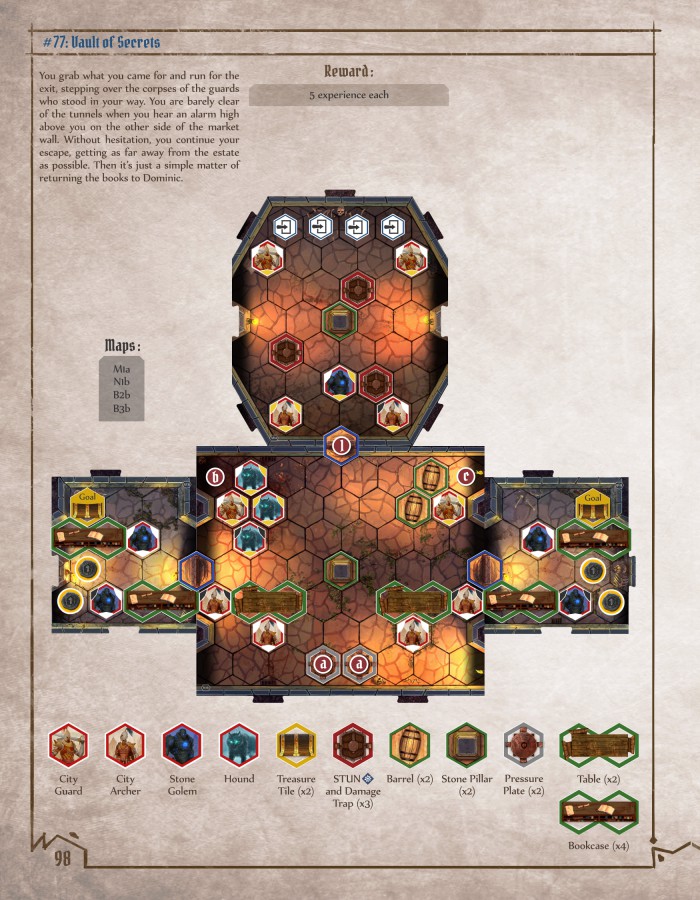 #77: Vault of Secrets
You grab what you came for and run for the
exit, stepping over the corpses of the guards
who stood in your way. You are barely clear
of the tunnels when you hear an alarm high
above you on the other side of the market
wall. Without hesitation, you continue your
escape, getting as far away from the estate
as possible. Then it's just a simple matter of
returning the books to Dominic.
Reward:
5 experience each
Maps:
M1a
N1b
B2b
B3b
1
b
c
Goal
Goal
1
1
1
1
a
a
City
Guard
City
Archer
Stone
Golem
Hound
Treasure
Tile (x2)
STUN
and Damage
Trap (x3)
Barrel (x2)
Stone Pillar
(x2)
Pressure
Plate (x2)
Table (x2)
Bookcase (x4)
98